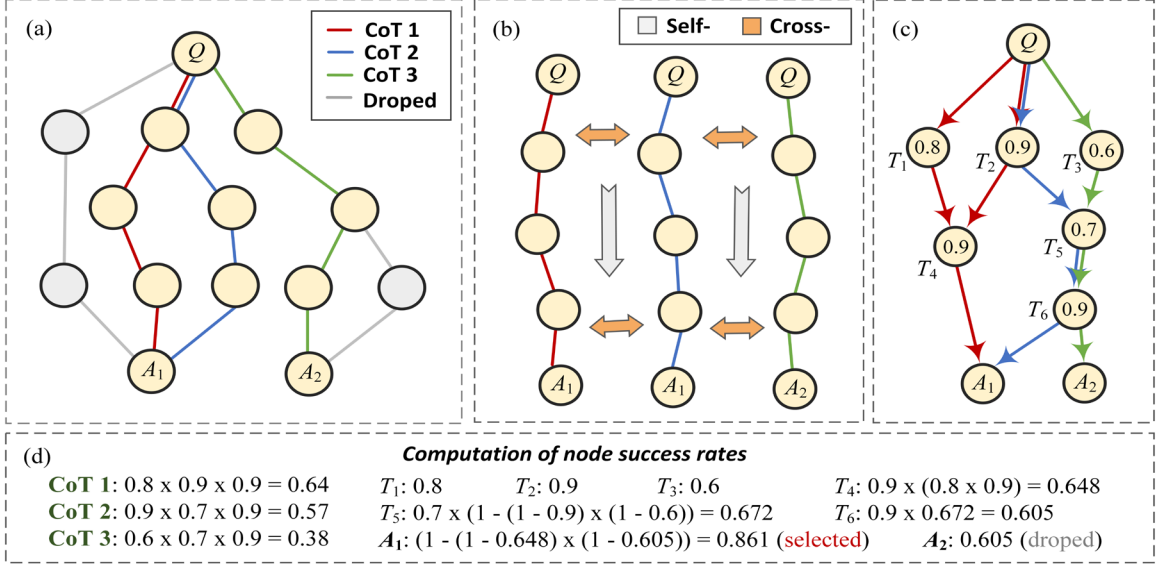 (a)
CoT 1
CoT 2
CoT 3
Droped
Q
A1
A2
(b)
Self-
Cross-
Q
Q
Q
A1
A1
A2
(c)
Q
0.8
0.9
0.6
T1
T2
T3
0.7
0.9
T5
T4
T6
0.9
A1
A2
(d)
Computation of node success rates
CoT 1: 0.8 x 0.9 x 0.9 = 0.64
T1: 0.8
T2: 0.9
T3: 0.6
T4: 0.9 x (0.8 x 0.9) = 0.648
CoT 2: 0.9 x 0.7 x 0.9 = 0.57
T5: 0.7 x (1 - (1 - 0.9) x (1 - 0.6)) = 0.672
T6: 0.9 x 0.672 = 0.605
CoT 3: 0.6 x 0.7 x 0.9 = 0.38
A1: (1 - (1 - 0.648) x (1 - 0.605)) = 0.861 (selected)
A2: 0.605 (droped)